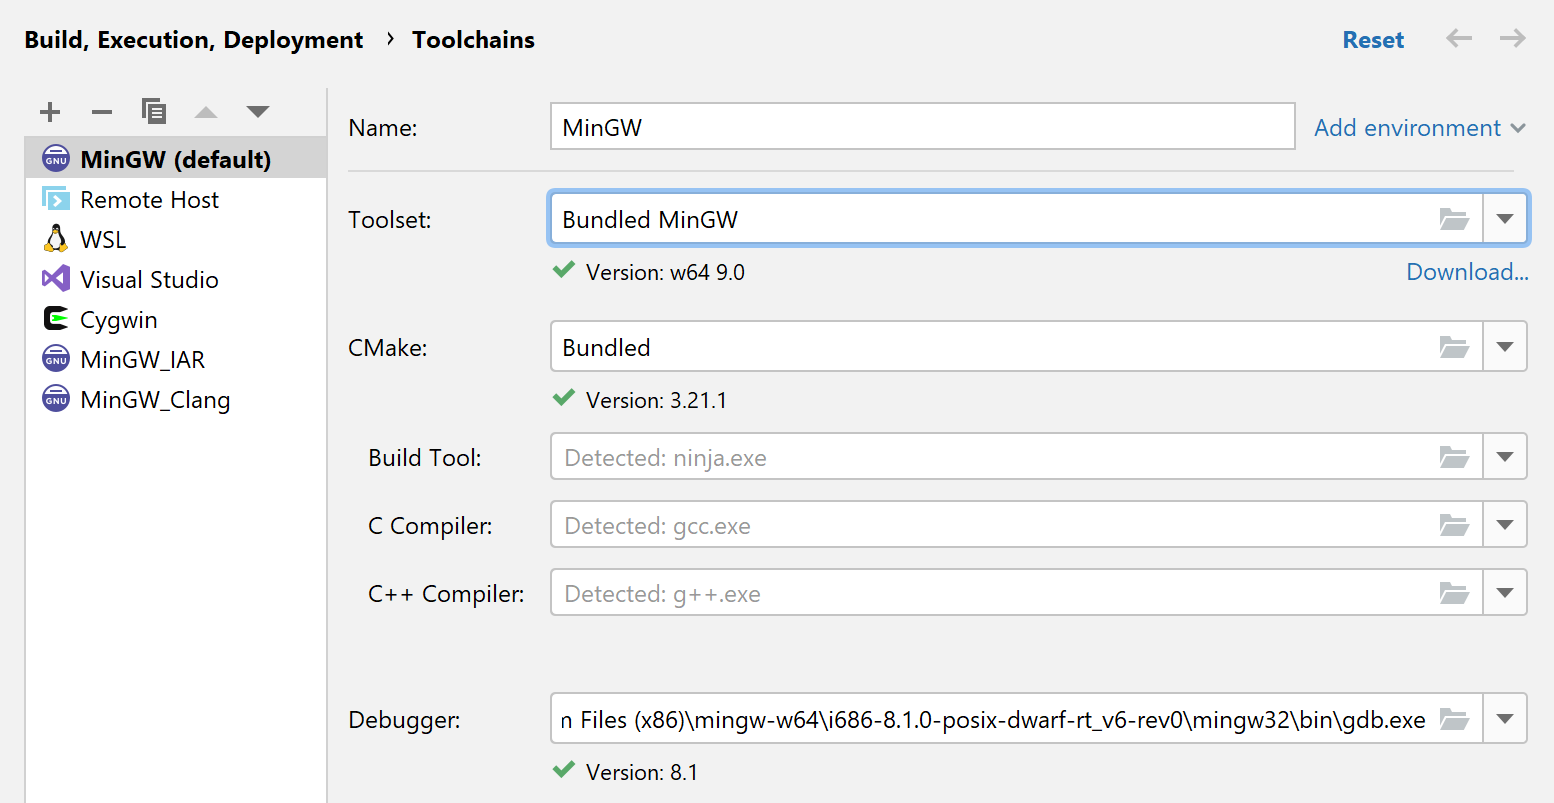 Build, Execution, Deployment › Toolchains
Reset
MinGW (default)
Remote Host
WSL
Visual Studio
Cygwin
MinGW_IAR
MinGW_Clang
Name: MinGW Add environment
Toolset: Bundled MinGW
Version: w64 9.0 Download...
CMake: Bundled
Version: 3.21.1
Build Tool: Detected: ninja.exe
C Compiler: Detected: gcc.exe
C++ Compiler: Detected: g++.exe
Debugger: n Files (x86)\mingw-w64\i686-8.1.0-posix-dwarf-rt_v6-rev0\mingw32\bin\gdb.exe
Version: 8.1